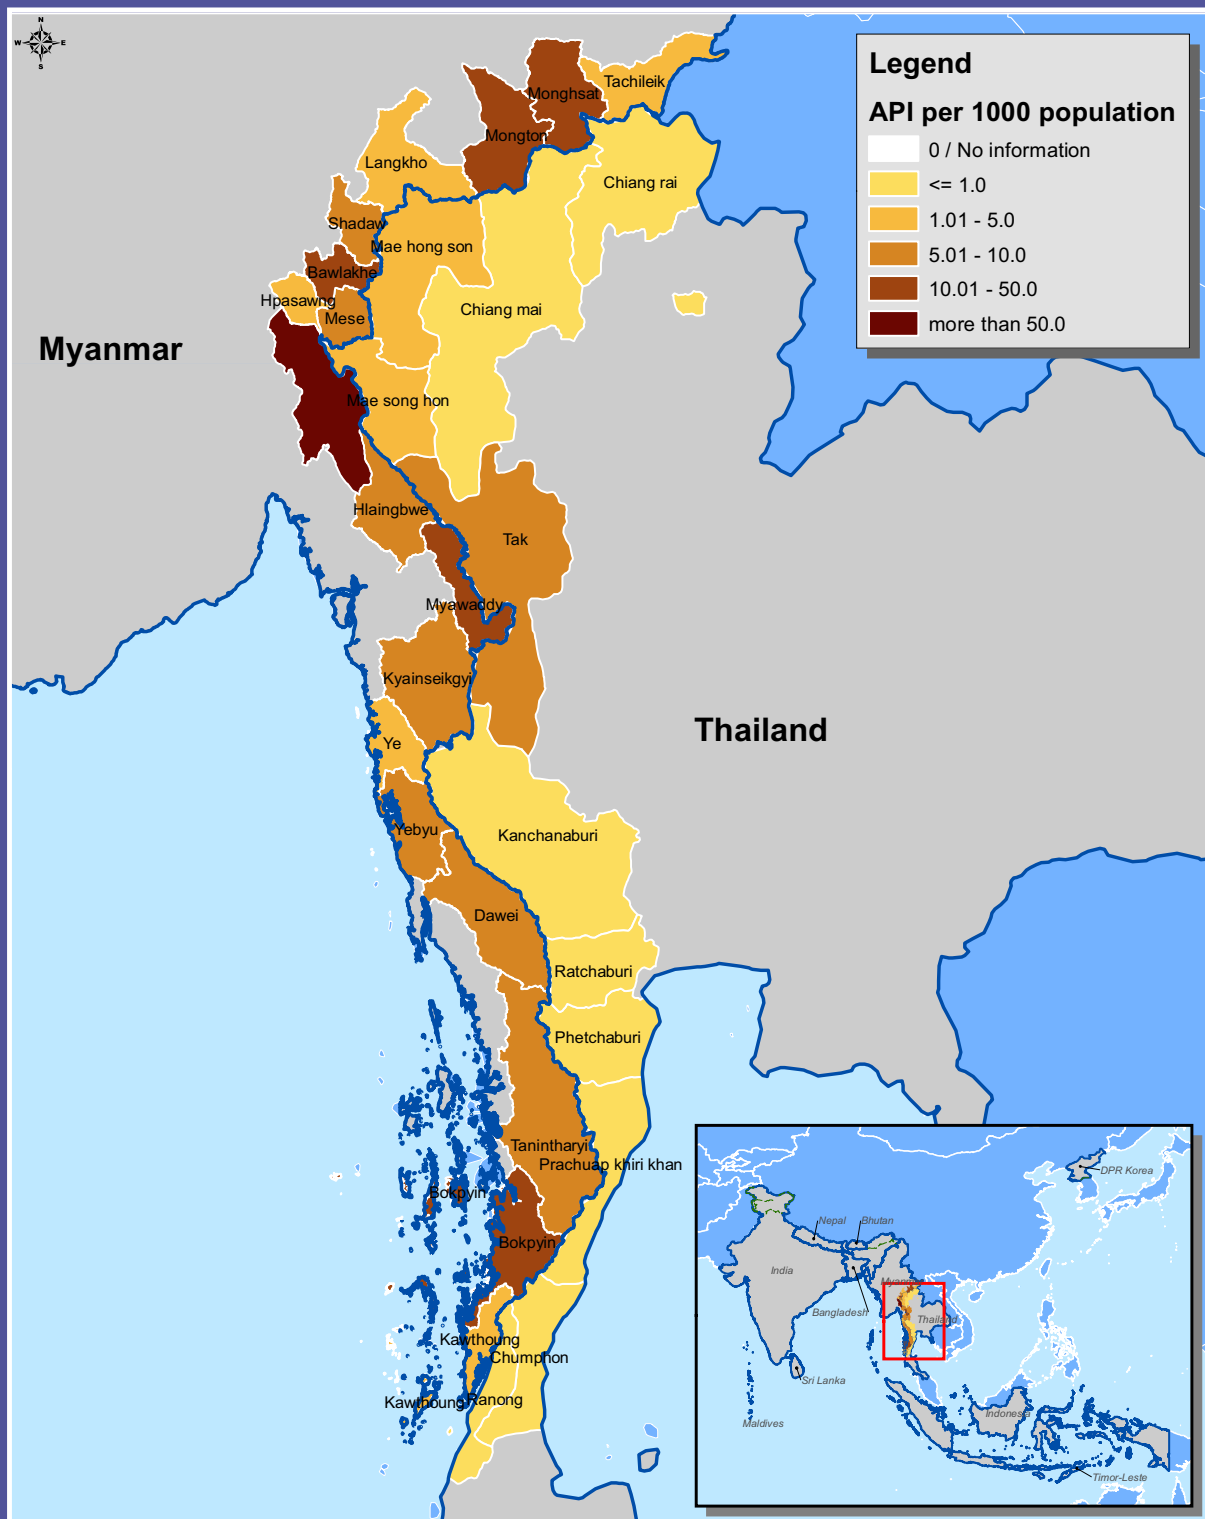 N
W E
S
Legend
API per 1000 population
0 / No information
<= 1.0
1.01 - 5.0
5.01 - 10.0
10.01 - 50.0
more than 50.0
Tachileik
Monghsat
Mongton
Langkho
Chiang rai
Shadaw
Mae hong son
Bawlakhe
Hpasawng
Mese
Chiang mai
Myanmar
Mae song hon
Hlaingbwe
Tak
Myawaddy
Kyainseikgyi
Thailand
Ye
Yebyu
Kanchanaburi
Dawei
Ratchaburi
Phetchaburi
Tanintharyi
Prachuap khiri khan
Bokpyin
Bokpyin
Kawthoung
Chumphon
Kawthoung
Ranong
DPR Korea
Nepal
Bhutan
India
Myanmar
Bangladesh
Thailand
Sri Lanka
Maldives
Indonesia
Timor-Leste